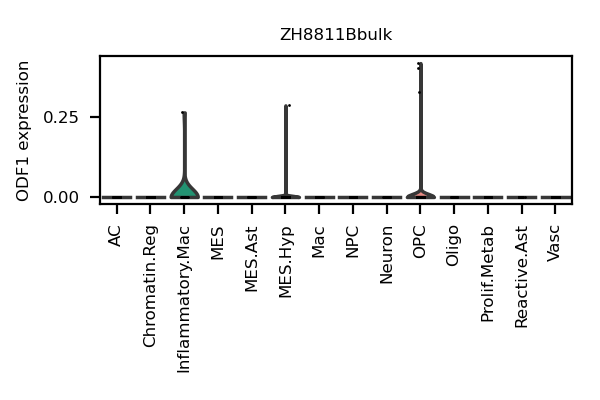 ZH8811Bbulk
ODF1 expression
0.25
0.00
AC
Chromatin.Reg
Inflammatory.Mac
MES
MES.Ast
MES.Hyp
Mac
NPC
Neuron
OPC
Oligo
Prolif.Metab
Reactive.Ast
Vasc